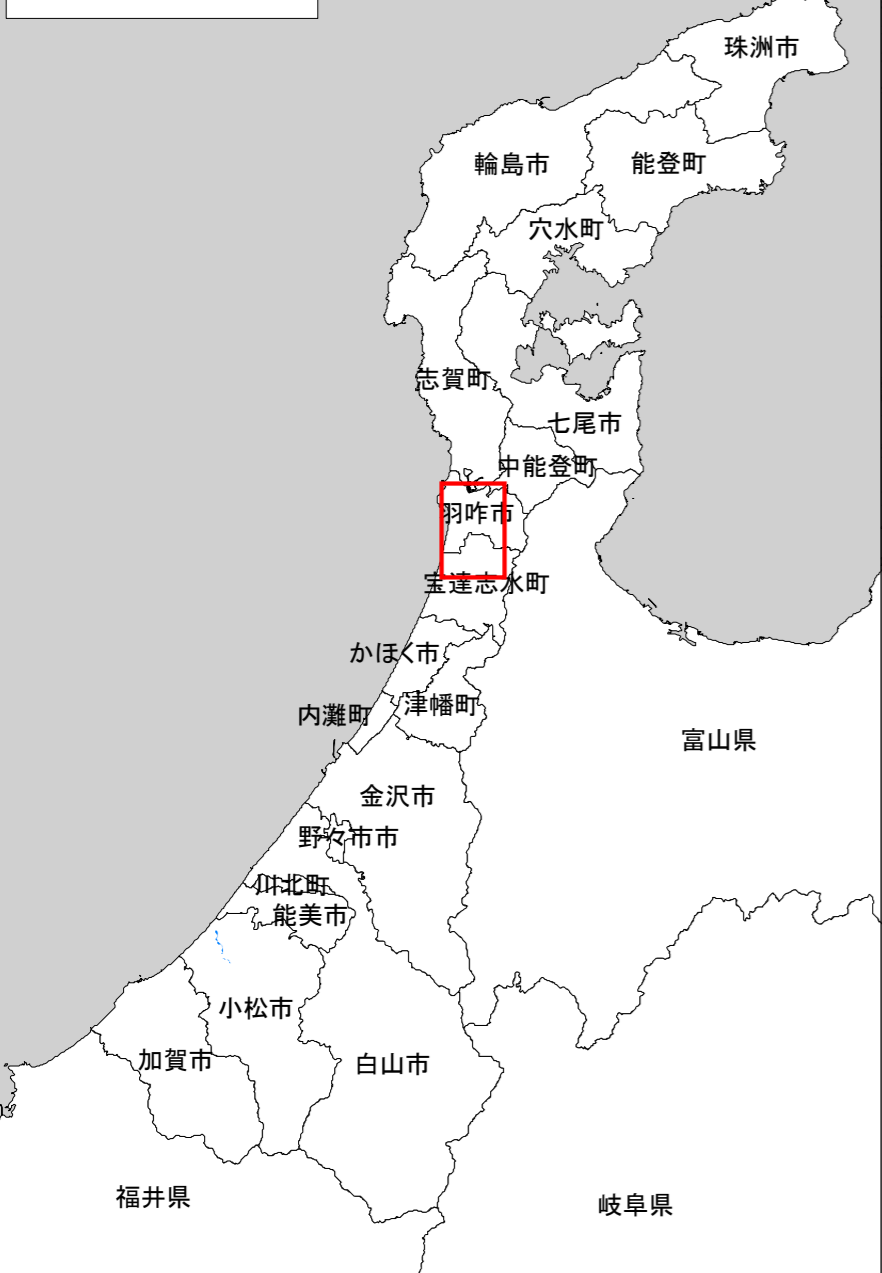 珠洲市
輪島市
能登町
穴水町
志賀町
七尾市
中能登町
羽咋市
宝達志水町
かほく市
津幡町
内灘町
富山県
金沢市
野々市市
川北町
能美市
小松市
加賀市
白山市
福井県
岐阜県